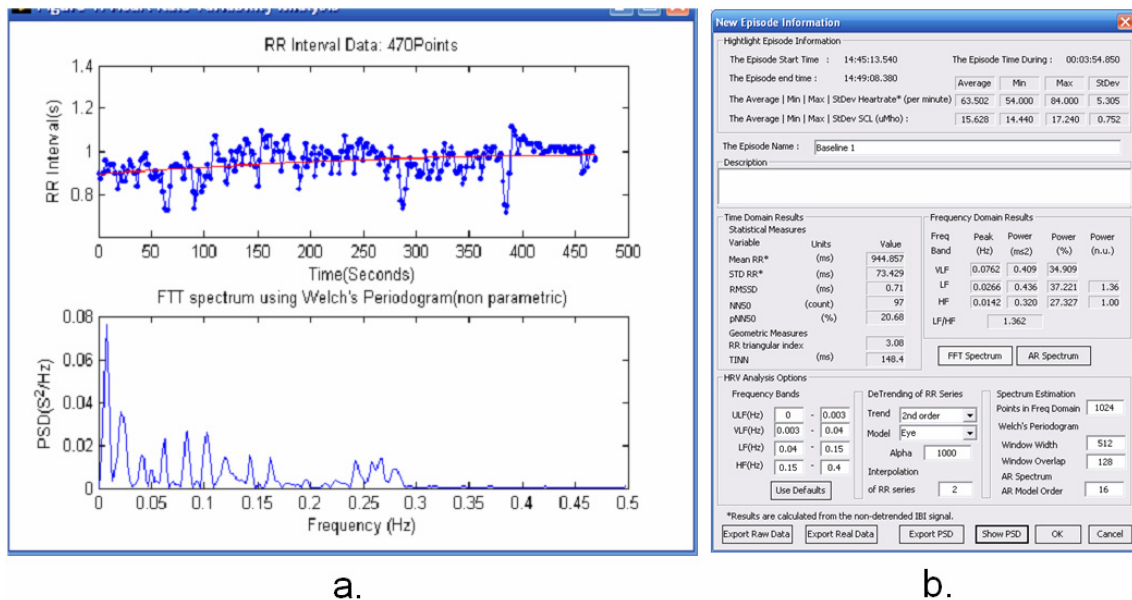 RR Interval Data: 470Points
1.4
1.2
1
0.8
RR Interval(s)
0 50 100 150 200 250 300 350 400 450 500
Time(Seconds)
FTT spectrum using Welch's Periodogram(non parametric)
0.08
0.06
0.04
0.02
0
PSD(S²/Hz)
0 0.05 0.1 0.15 0.2 0.25 0.3 0.35 0.4 0.45 0.5
Frequency (Hz)
a.
New Episode Information
Hightlight Episode Information
The Episode Start Time : 14:45:13.540 The Episode Time During : 00:03:54.850
The Episode end time : 14:49:08.380
Average Min Max StDev
The Average | Min | Max | StDev Heartrate* (per minute) 63.502 54.000 84.000 5.305
The Average | Min | Max | StDev SCL (uMho) : 15.628 14.440 17.240 0.752
The Episode Name : Baseline 1
Description
Time Domain Results
Statistical Measures
Variable Units Value
Mean RR* (ms) 944.857
STD RR* (ms) 73.429
RMSSD (ms) 0.71
NN50 (count) 97
pNN50 (%) 20.68
Geometric Measures
RR triangular index 3.08
TINN (ms) 148.4
Frequency Domain Results
Freq Peak Power Power Power
Band (Hz) (ms2) (%) (n.u.)
VLF 0.0762 0.409 34.909
LF 0.0266 0.436 37.221 1.36
HF 0.0142 0.320 27.327 1.00
LF/HF 1.362
FFT Spectrum AR Spectrum
HRV Analysis Options
Frequency Bands
ULF(Hz) 0 - 0.003
VLF(Hz) 0.003 - 0.04
LF(Hz) 0.04 - 0.15
HF(Hz) 0.15 - 0.4
Use Defaults
DeTrending of RR Series
Trend 2nd order
Model Eye
Alpha 1000
Interpolation
of RR series 2
Spectrum Estimation
Points in Freq Domain 1024
Welch's Periodogram
Window Width 512
Window Overlap 128
AR Spectrum
AR Model Order 16
*Results are calculated from the non-detrended IBI signal.
Export Raw Data Export Real Data Export PSD Show PSD OK Cancel
b.